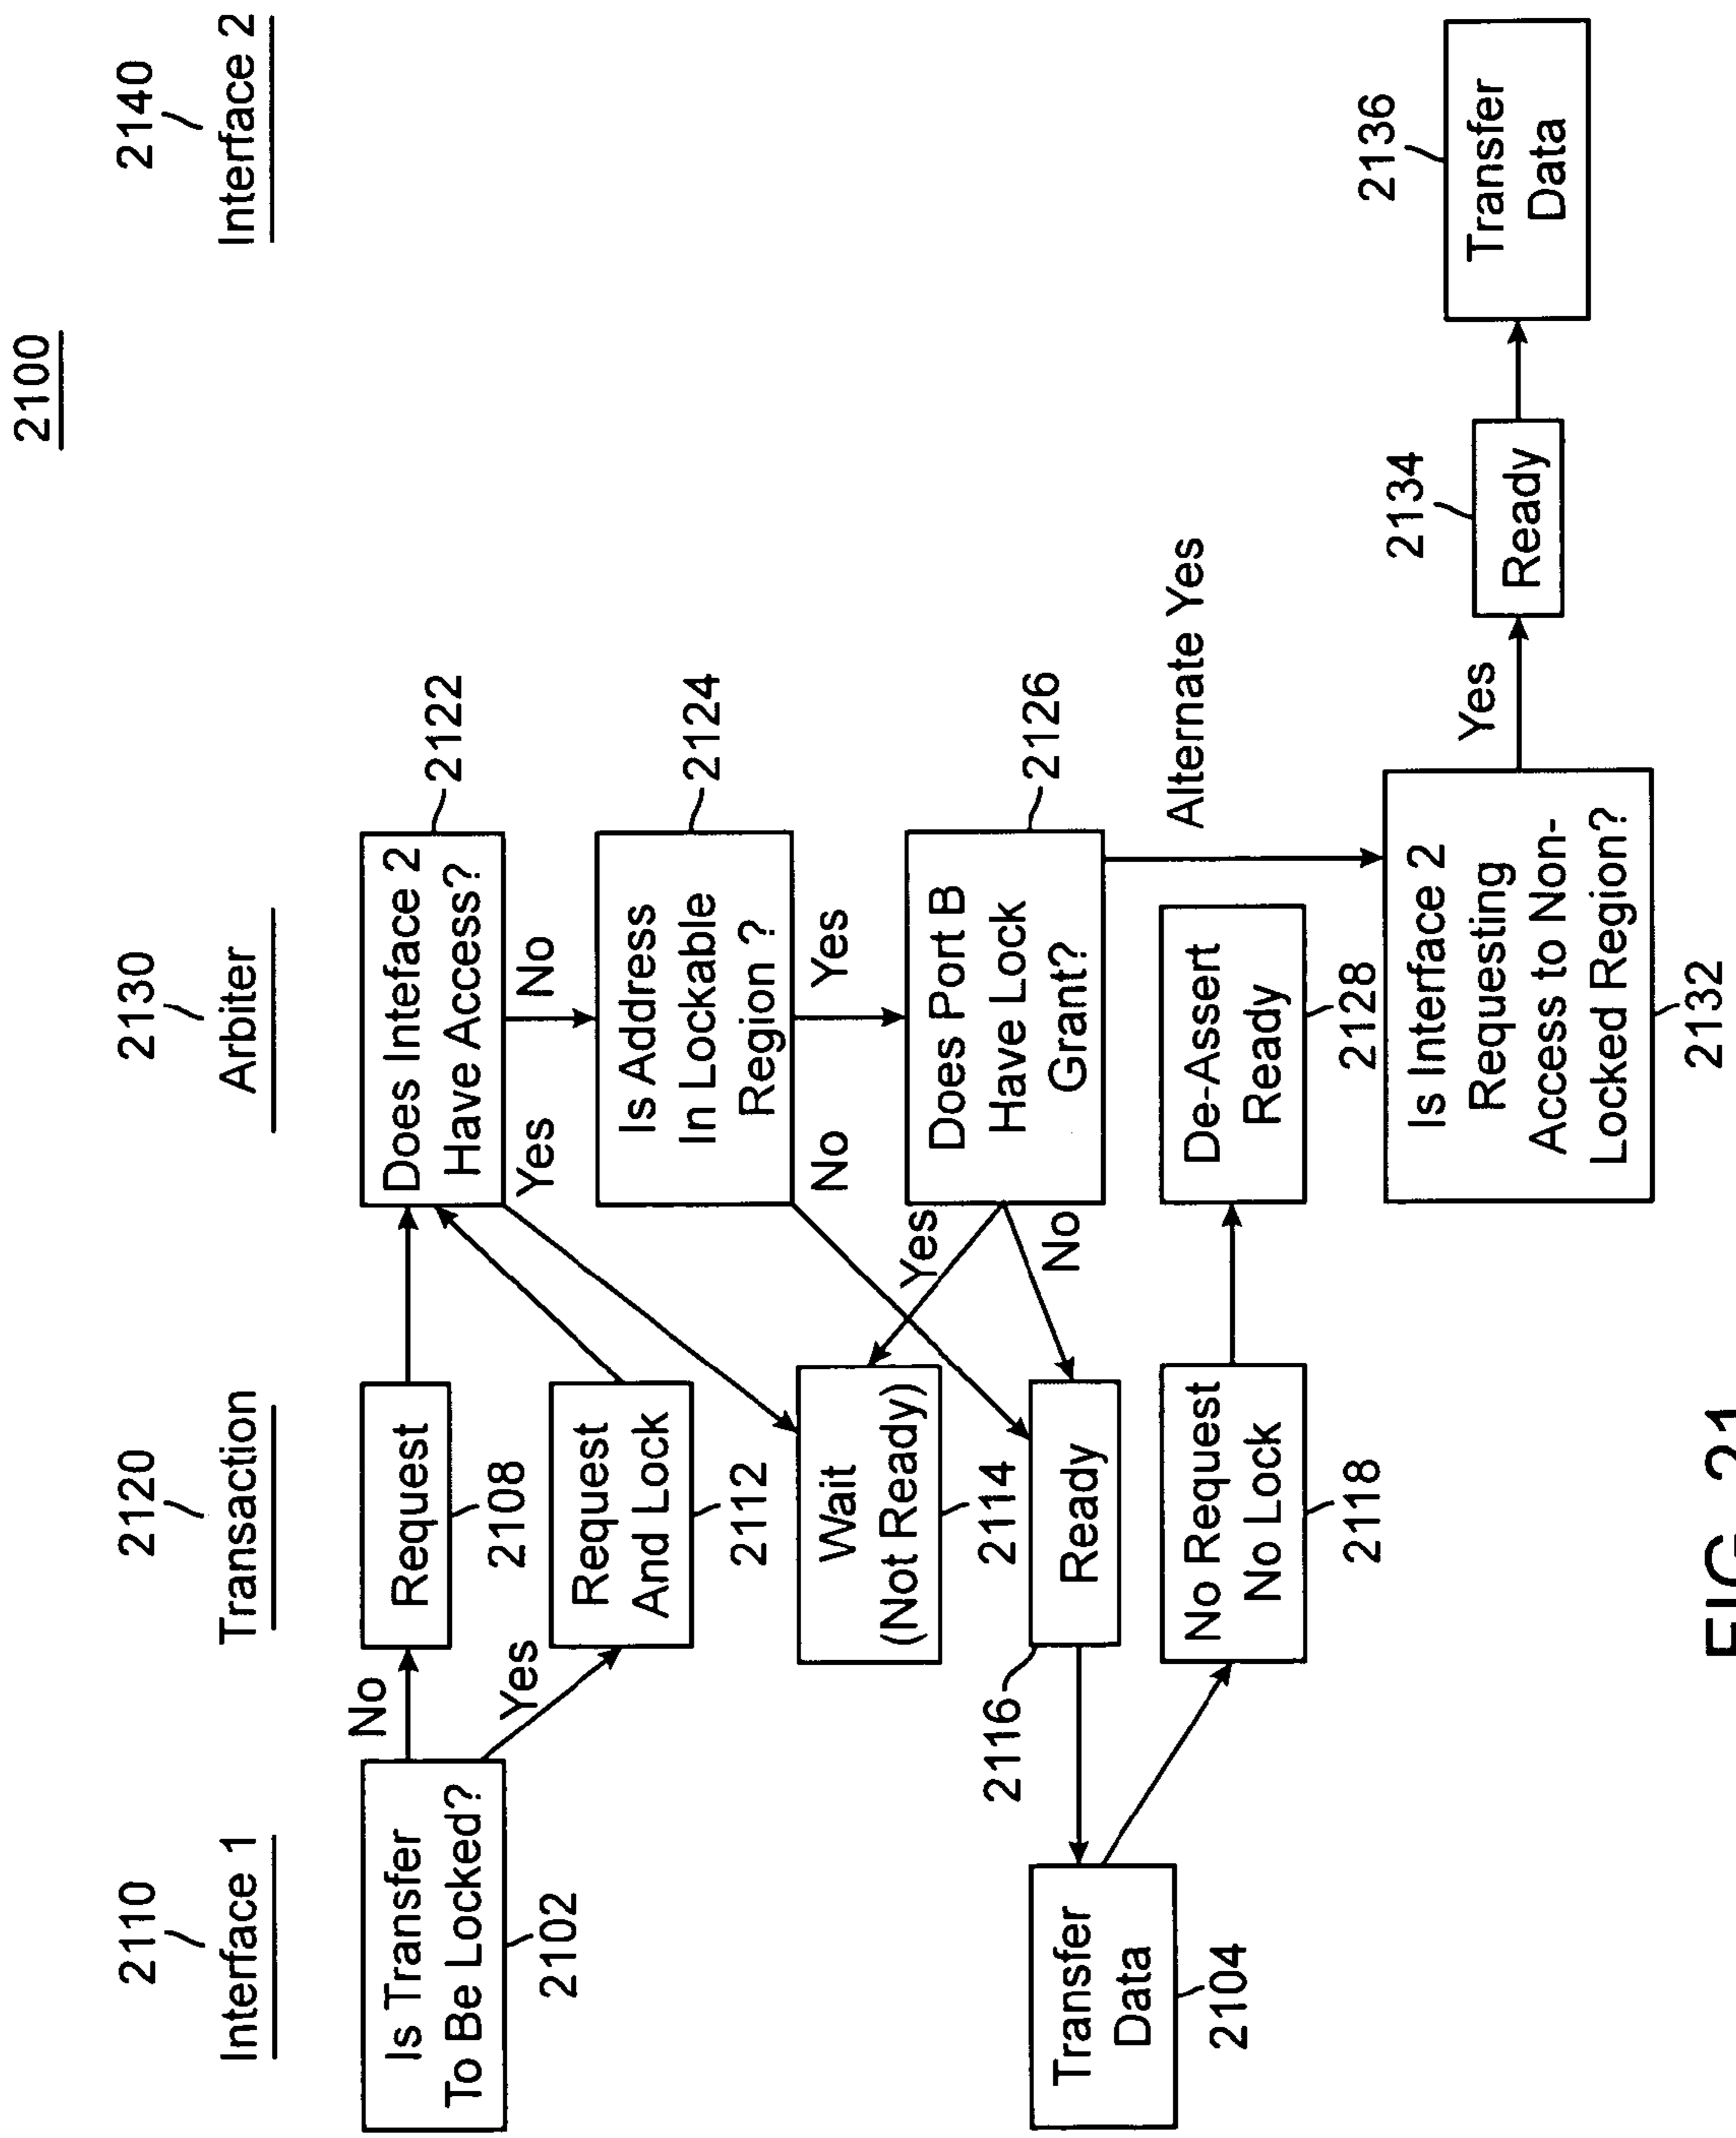 2100
2110
Interface 1
2120
Transaction
2130
Arbiter
2140
Interface 2
Is Transfer
To Be Locked?
2102
No
Yes
Request
2108
Request
And Lock
2112
Does Inteface 2
Have Access?
2122
Yes
No
Is Address
In Lockable
Region ?
2124
No
Yes
Wait
(Not Ready)
2114
Does Port B
Have Lock
Grant?
2126
Yes
No
Alternate Yes
Ready
2116
Transfer
Data
2104
No Request
No Lock
2118
De-Assert
Ready
2128
Is Interface 2
Requesting
Access to Non-
Locked Region?
2132
Yes
Ready
2134
Transfer
Data
2136
FIG. 21